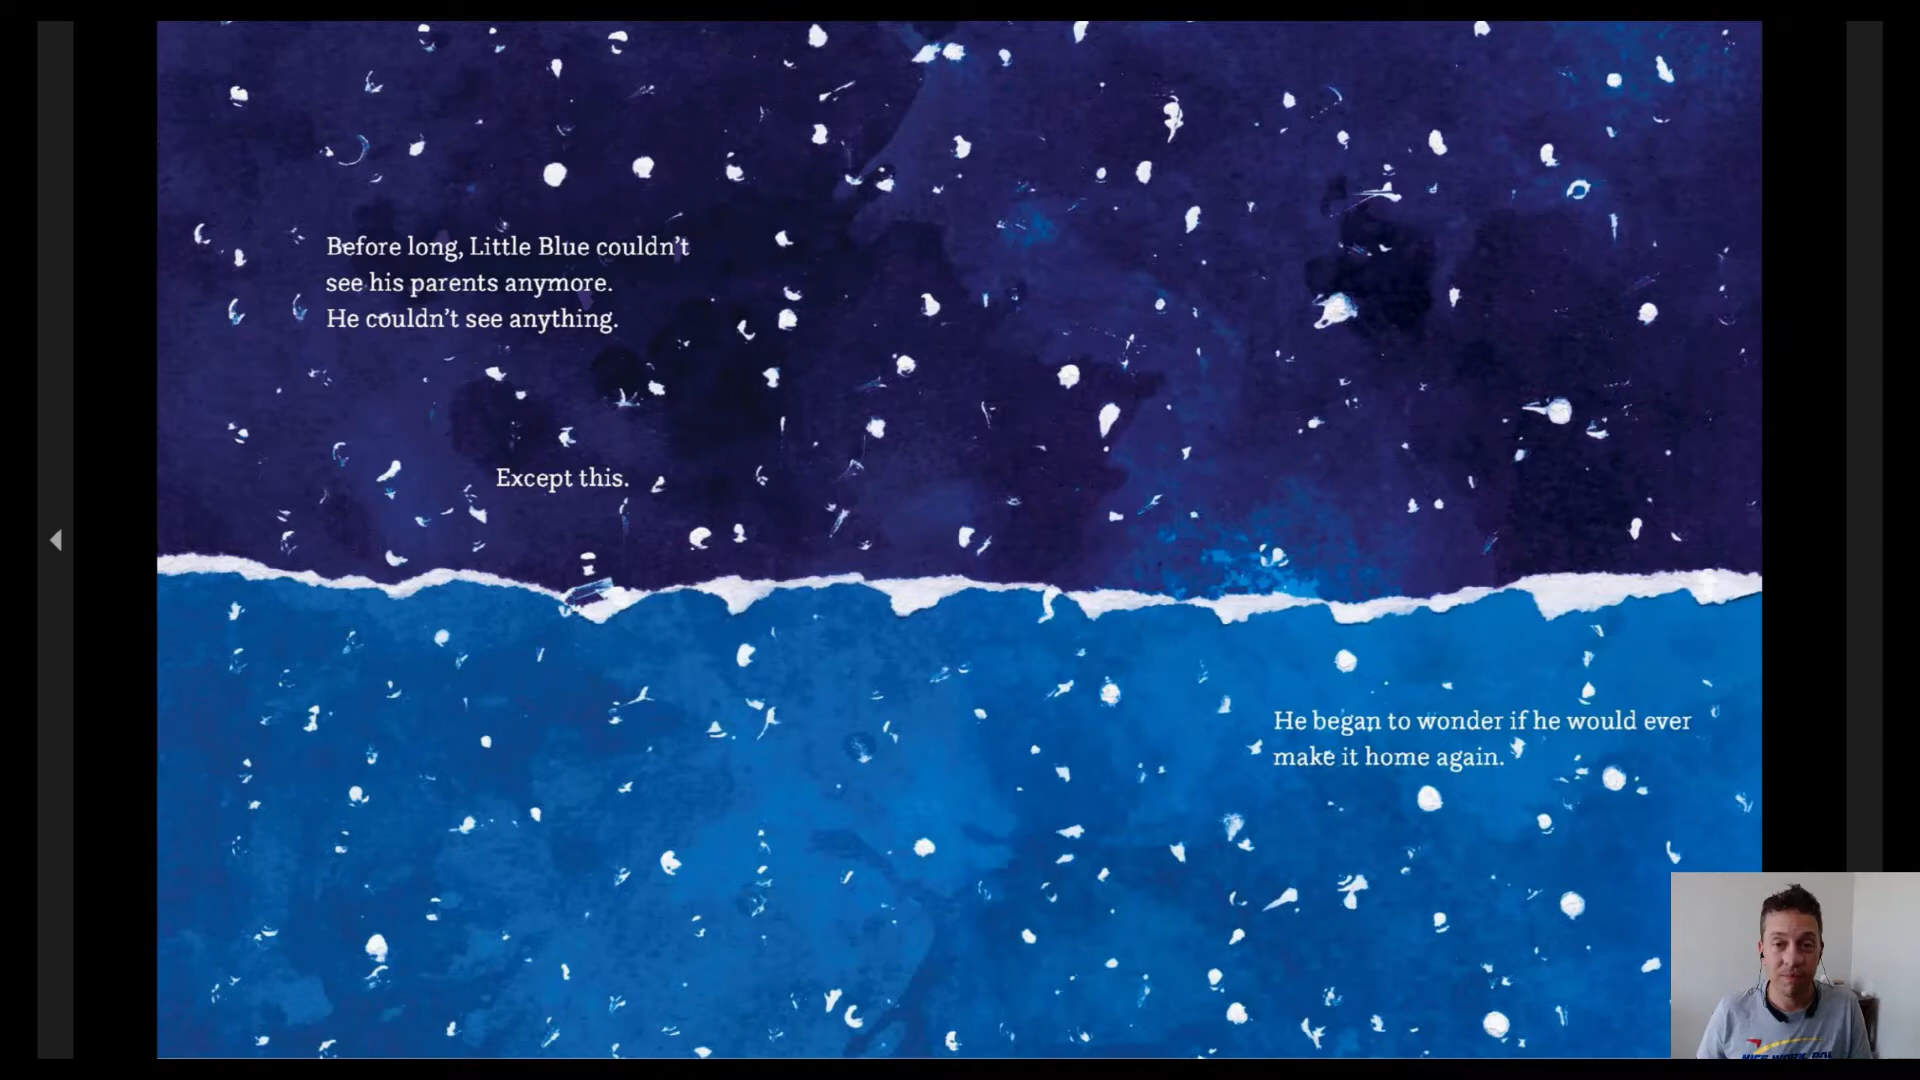 Before long, Little Blue couldn't
see his parents anymore.
He couldn't see anything.
Except this.
He began to wonder if he would ever
make it home again.